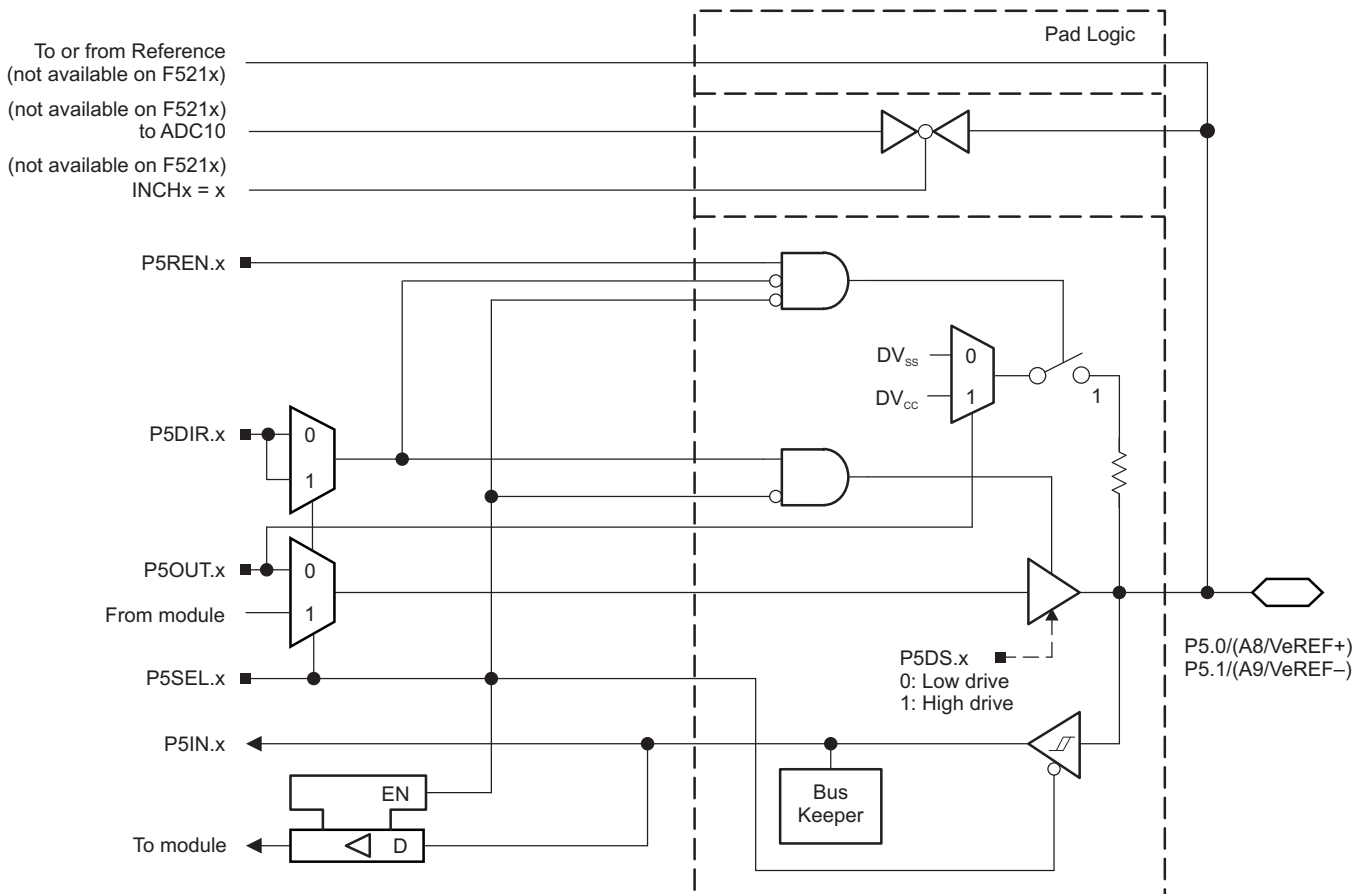 Pad Logic
To or from Reference
(not available on F521x)
(not available on F521x)
to ADC10
(not available on F521x)
INCHx = x
P5REN.x
DVss
0
DVcc
1
1
P5DIR.x
0
1
P5OUT.x
0
From module
1
P5SEL.x
P5DS.x
0: Low drive
1: High drive
P5.0/(A8/VeREF+)
P5.1/(A9/VeREF–)
P5IN.x
Bus
Keeper
EN
To module
D